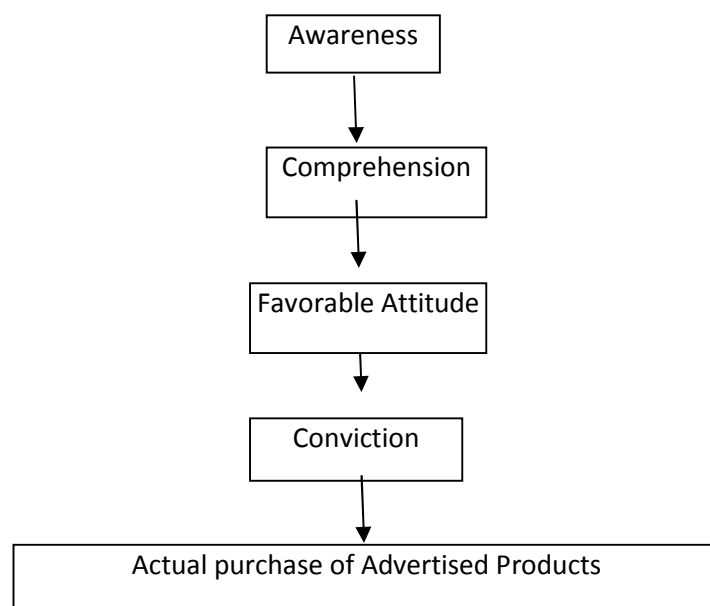 Awareness
Comprehension
Favorable Attitude
Conviction
Actual purchase of Advertised Products